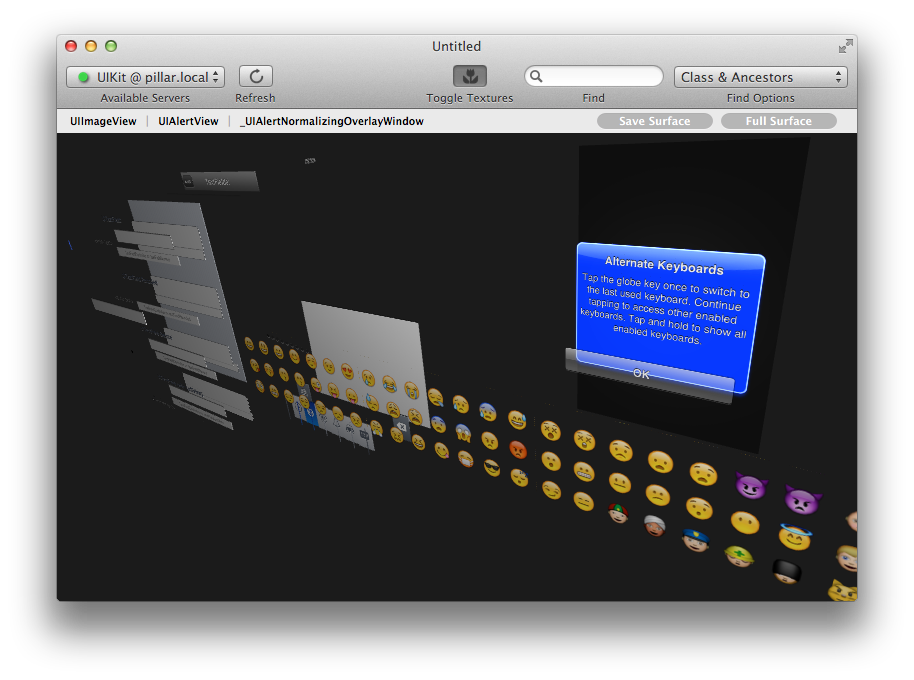 Untitled
UIKit @ pillar.local
Class & Ancestors
Available Servers
Refresh
Toggle Textures
Find
Find Options
UIImageView
UIAlertView
_UIAlertNormalizingOverlayWindow
Save Surface
Full Surface
Alternate Keyboards
Tap the globe key once to switch to
the last used keyboard. Continue
tapping to access other enabled
keyboards. Tap and hold to show all
enabled keyboards.
OK